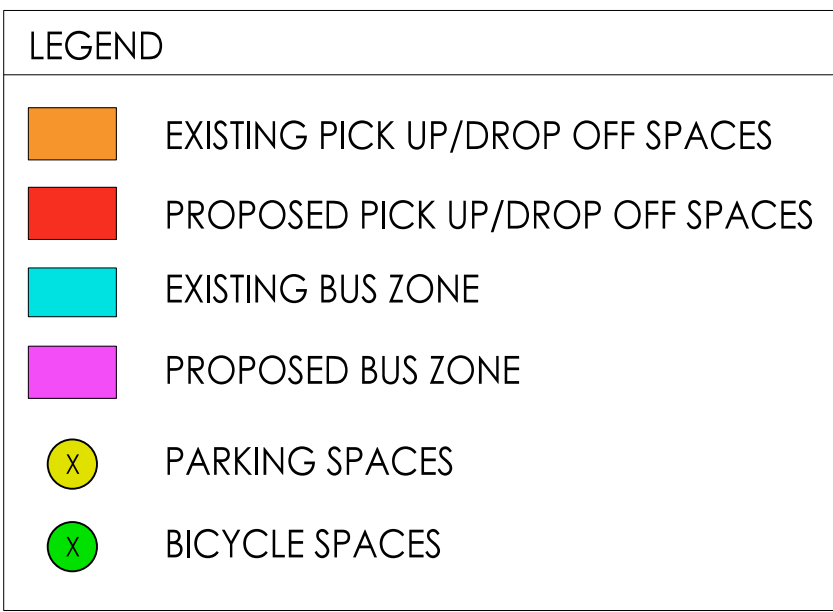 LEGEND
EXISTING PICK UP/DROP OFF SPACES
PROPOSED PICK UP/DROP OFF SPACES
EXISTING BUS ZONE
PROPOSED BUS ZONE
X PARKING SPACES
X BICYCLE SPACES